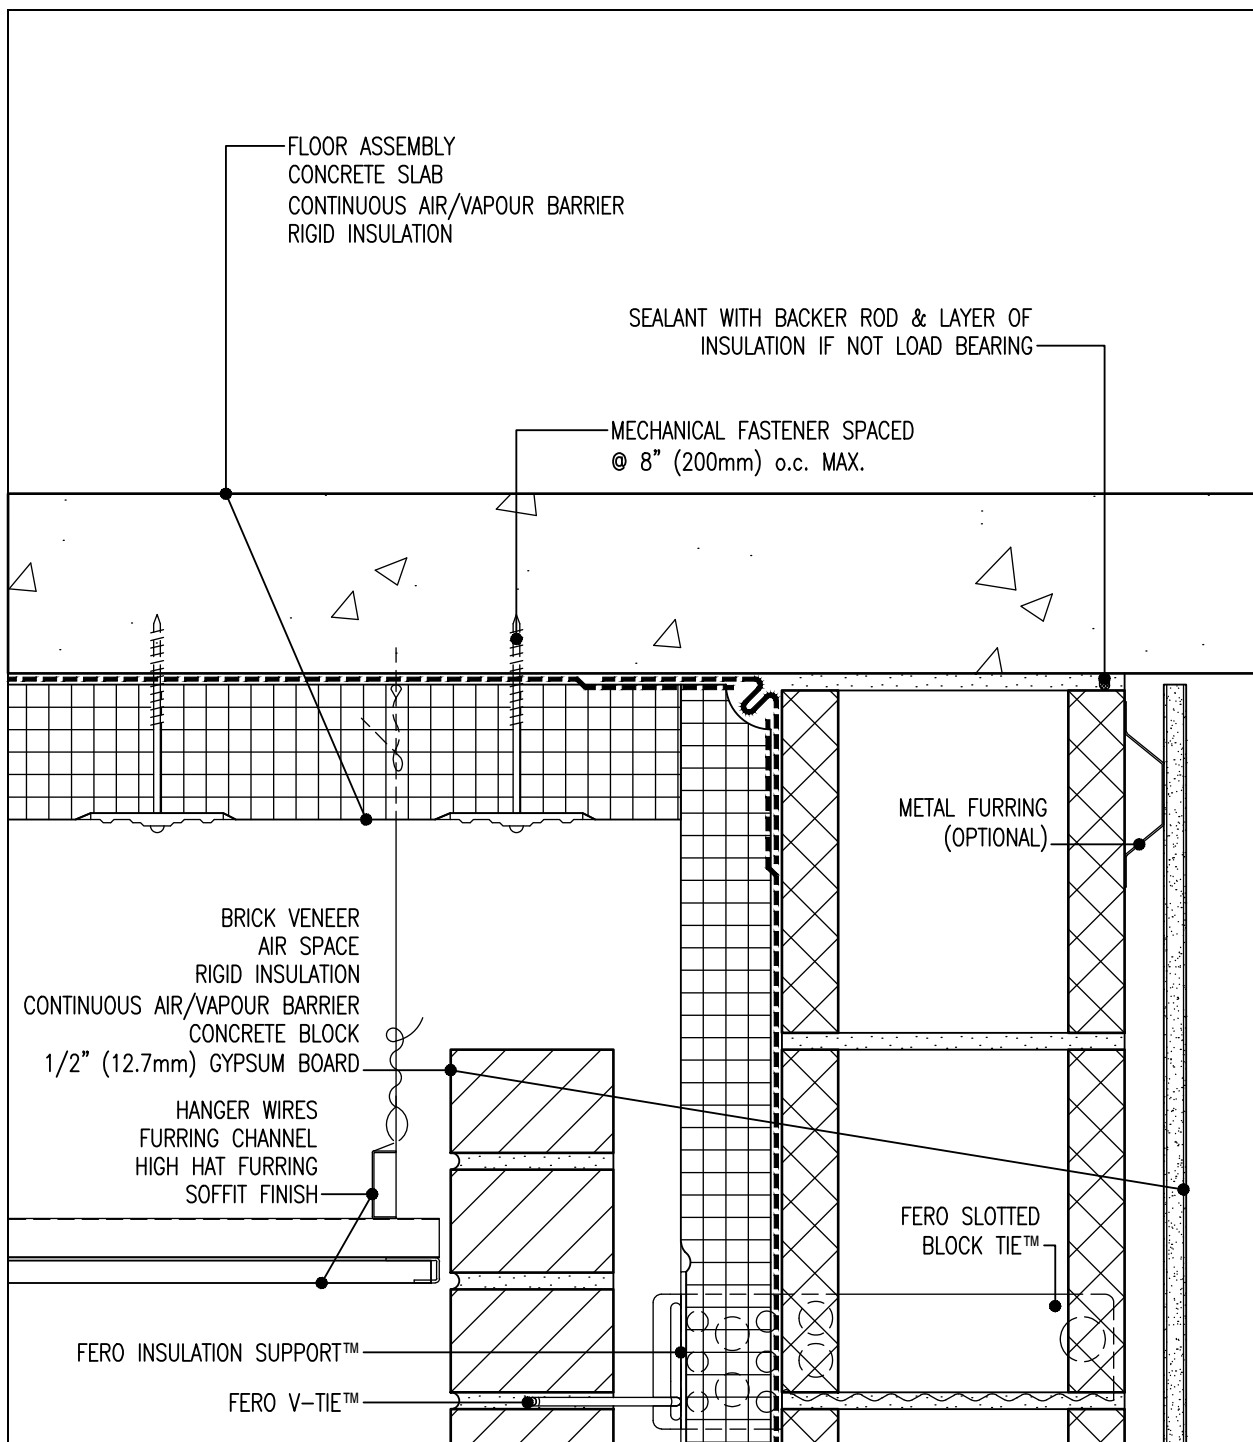 FLOOR ASSEMBLY
CONCRETE SLAB
CONTINUOUS AIR/VAPOUR BARRIER
RIGID INSULATION
SEALANT WITH BACKER ROD & LAYER OF
INSULATION IF NOT LOAD BEARING
MECHANICAL FASTENER SPACED
@ 8" (200mm) o.c. MAX.
METAL FURRING
(OPTIONAL)
BRICK VENEER
AIR SPACE
RIGID INSULATION
CONTINUOUS AIR/VAPOUR BARRIER
CONCRETE BLOCK
1/2" (12.7mm) GYPSUM BOARD
HANGER WIRES
FURRING CHANNEL
HIGH HAT FURRING
SOFFIT FINISH
FERO SLOTTED
BLOCK TIE™
FERO INSULATION SUPPORT™
FERO V-TIE™